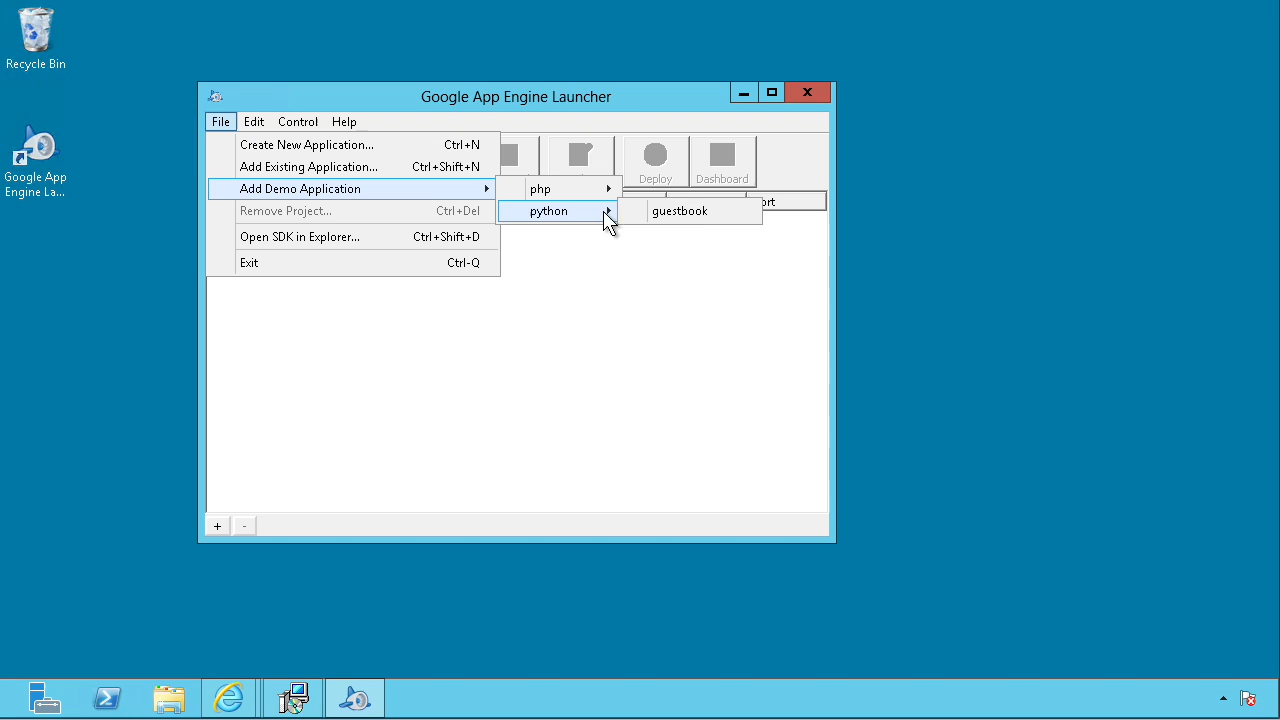 Recycle Bin
Google App
Engine La...
Google App Engine Launcher
File Edit Control Help
Create New Application... Ctrl+N
Add Existing Application... Ctrl+Shift+N
Add Demo Application
Remove Project... Ctrl+Del
Open SDK in Explorer... Ctrl+Shift+D
Exit Ctrl-Q
php
python
guestbook
Deploy
Dashboard
ort
+ -